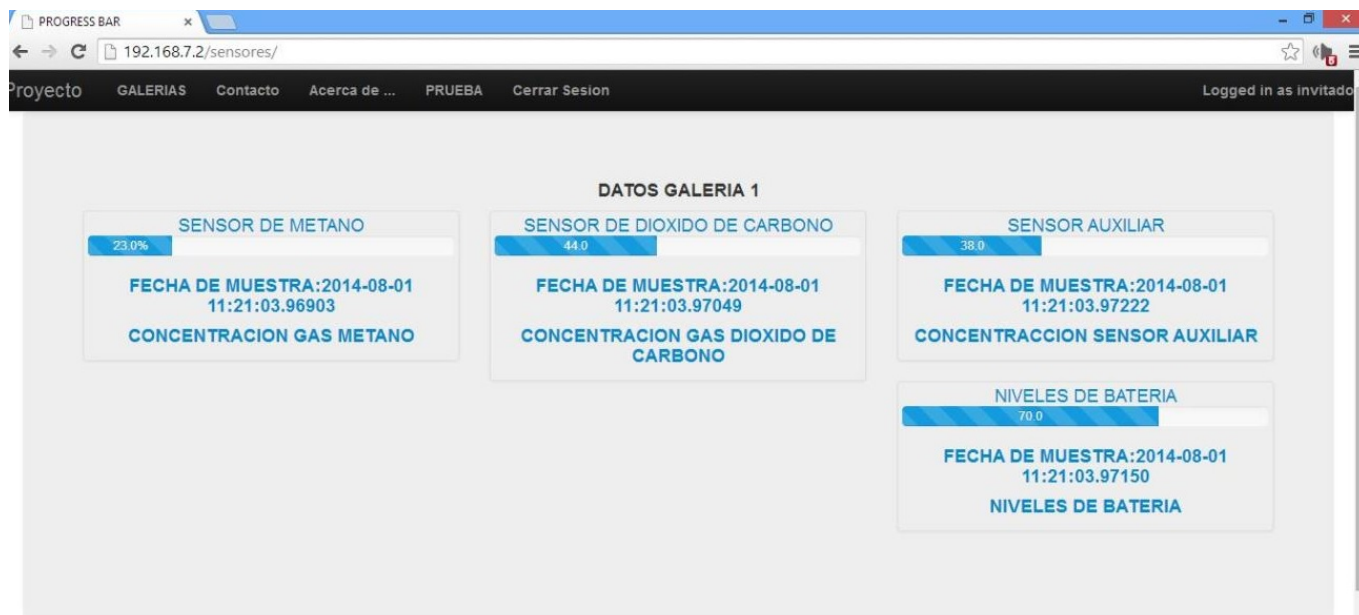 PROGRESS BAR
192.168.7.2/sensores/
Proyecto GALERIAS Contacto Acerca de ... PRUEBA Cerrar Sesion Logged in as invitado
DATOS GALERIA 1
SENSOR DE METANO
23.0%
FECHA DE MUESTRA:2014-08-01
11:21:03.96903
CONCENTRACION GAS METANO
SENSOR DE DIOXIDO DE CARBONO
44.0
FECHA DE MUESTRA:2014-08-01
11:21:03.97049
CONCENTRACION GAS DIOXIDO DE
CARBONO
SENSOR AUXILIAR
38.0
FECHA DE MUESTRA:2014-08-01
11:21:03.97222
CONCENTRACCION SENSOR AUXILIAR
NIVELES DE BATERIA
70.0
FECHA DE MUESTRA:2014-08-01
11:21:03.97150
NIVELES DE BATERIA